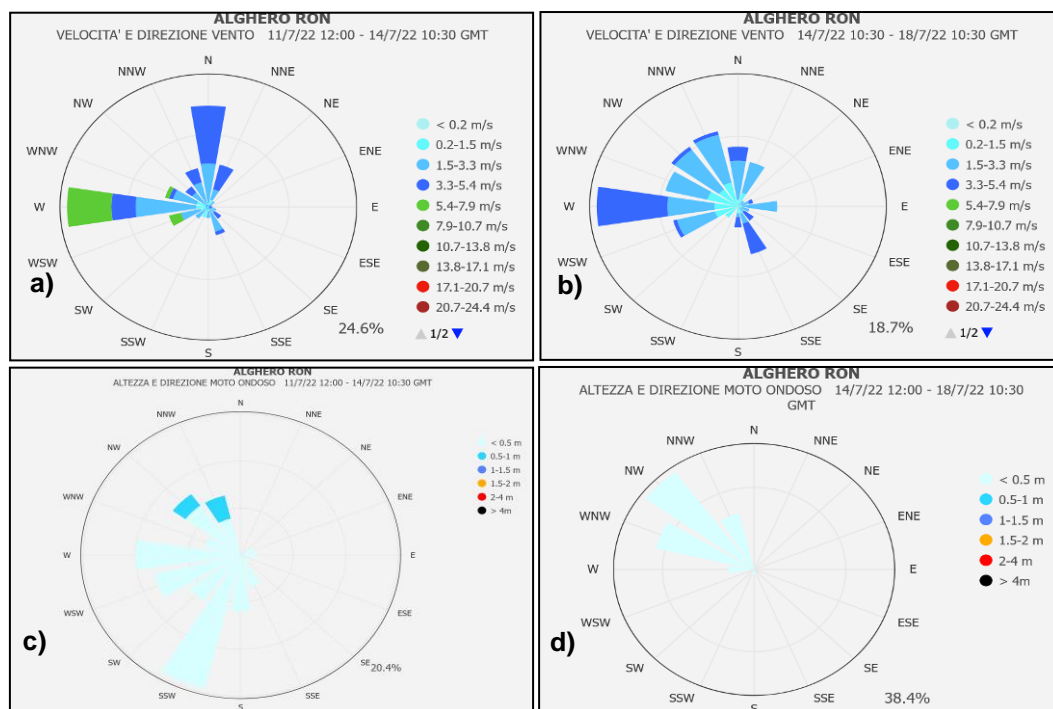 ALGHERO RON
VELOCITA' E DIREZIONE VENTO 11/7/22 12:00 - 14/7/22 10:30 GMT
N
NNW
NNE
NW
NE
WNW
ENE
W
E
WSW
ESE
SW
SE
SSW
SSE
S
24.6%
< 0.2 m/s
0.2-1.5 m/s
1.5-3.3 m/s
3.3-5.4 m/s
5.4-7.9 m/s
7.9-10.7 m/s
10.7-13.8 m/s
13.8-17.1 m/s
17.1-20.7 m/s
20.7-24.4 m/s
1/2
a)
ALGHERO RON
VELOCITA' E DIREZIONE VENTO 14/7/22 10:30 - 18/7/22 10:30 GMT
N
NNW
NNE
NW
NE
WNW
ENE
W
E
WSW
ESE
SW
SE
SSW
SSE
S
18.7%
< 0.2 m/s
0.2-1.5 m/s
1.5-3.3 m/s
3.3-5.4 m/s
5.4-7.9 m/s
7.9-10.7 m/s
10.7-13.8 m/s
13.8-17.1 m/s
17.1-20.7 m/s
20.7-24.4 m/s
1/2
b)
ALGHERO RON
ALTEZZA E DIREZIONE MOTO ONDOSO 11/7/22 12:00 - 14/7/22 10:30 GMT
N
NNW
NNE
NW
NE
WNW
ENE
W
E
WSW
ESE
SW
SE
SSW
SSE
S
20.4%
< 0.5 m
0.5-1 m
1-1.5 m
1.5-2 m
2-4 m
> 4m
c)
ALGHERO RON
ALTEZZA E DIREZIONE MOTO ONDOSO 14/7/22 12:00 - 18/7/22 10:30
GMT
N
NNW
NNE
NW
NE
WNW
ENE
W
E
WSW
ESE
SW
SE
SSW
SSE
S
38.4%
< 0.5 m
0.5-1 m
1-1.5 m
1.5-2 m
2-4 m
> 4m
d)